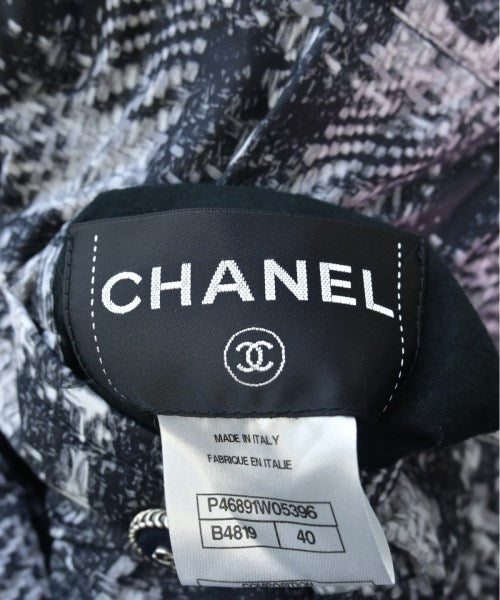 CHANEL
MADE IN ITALY
FABRIQUE EN ITALIE
P46891W05396
B4819 40